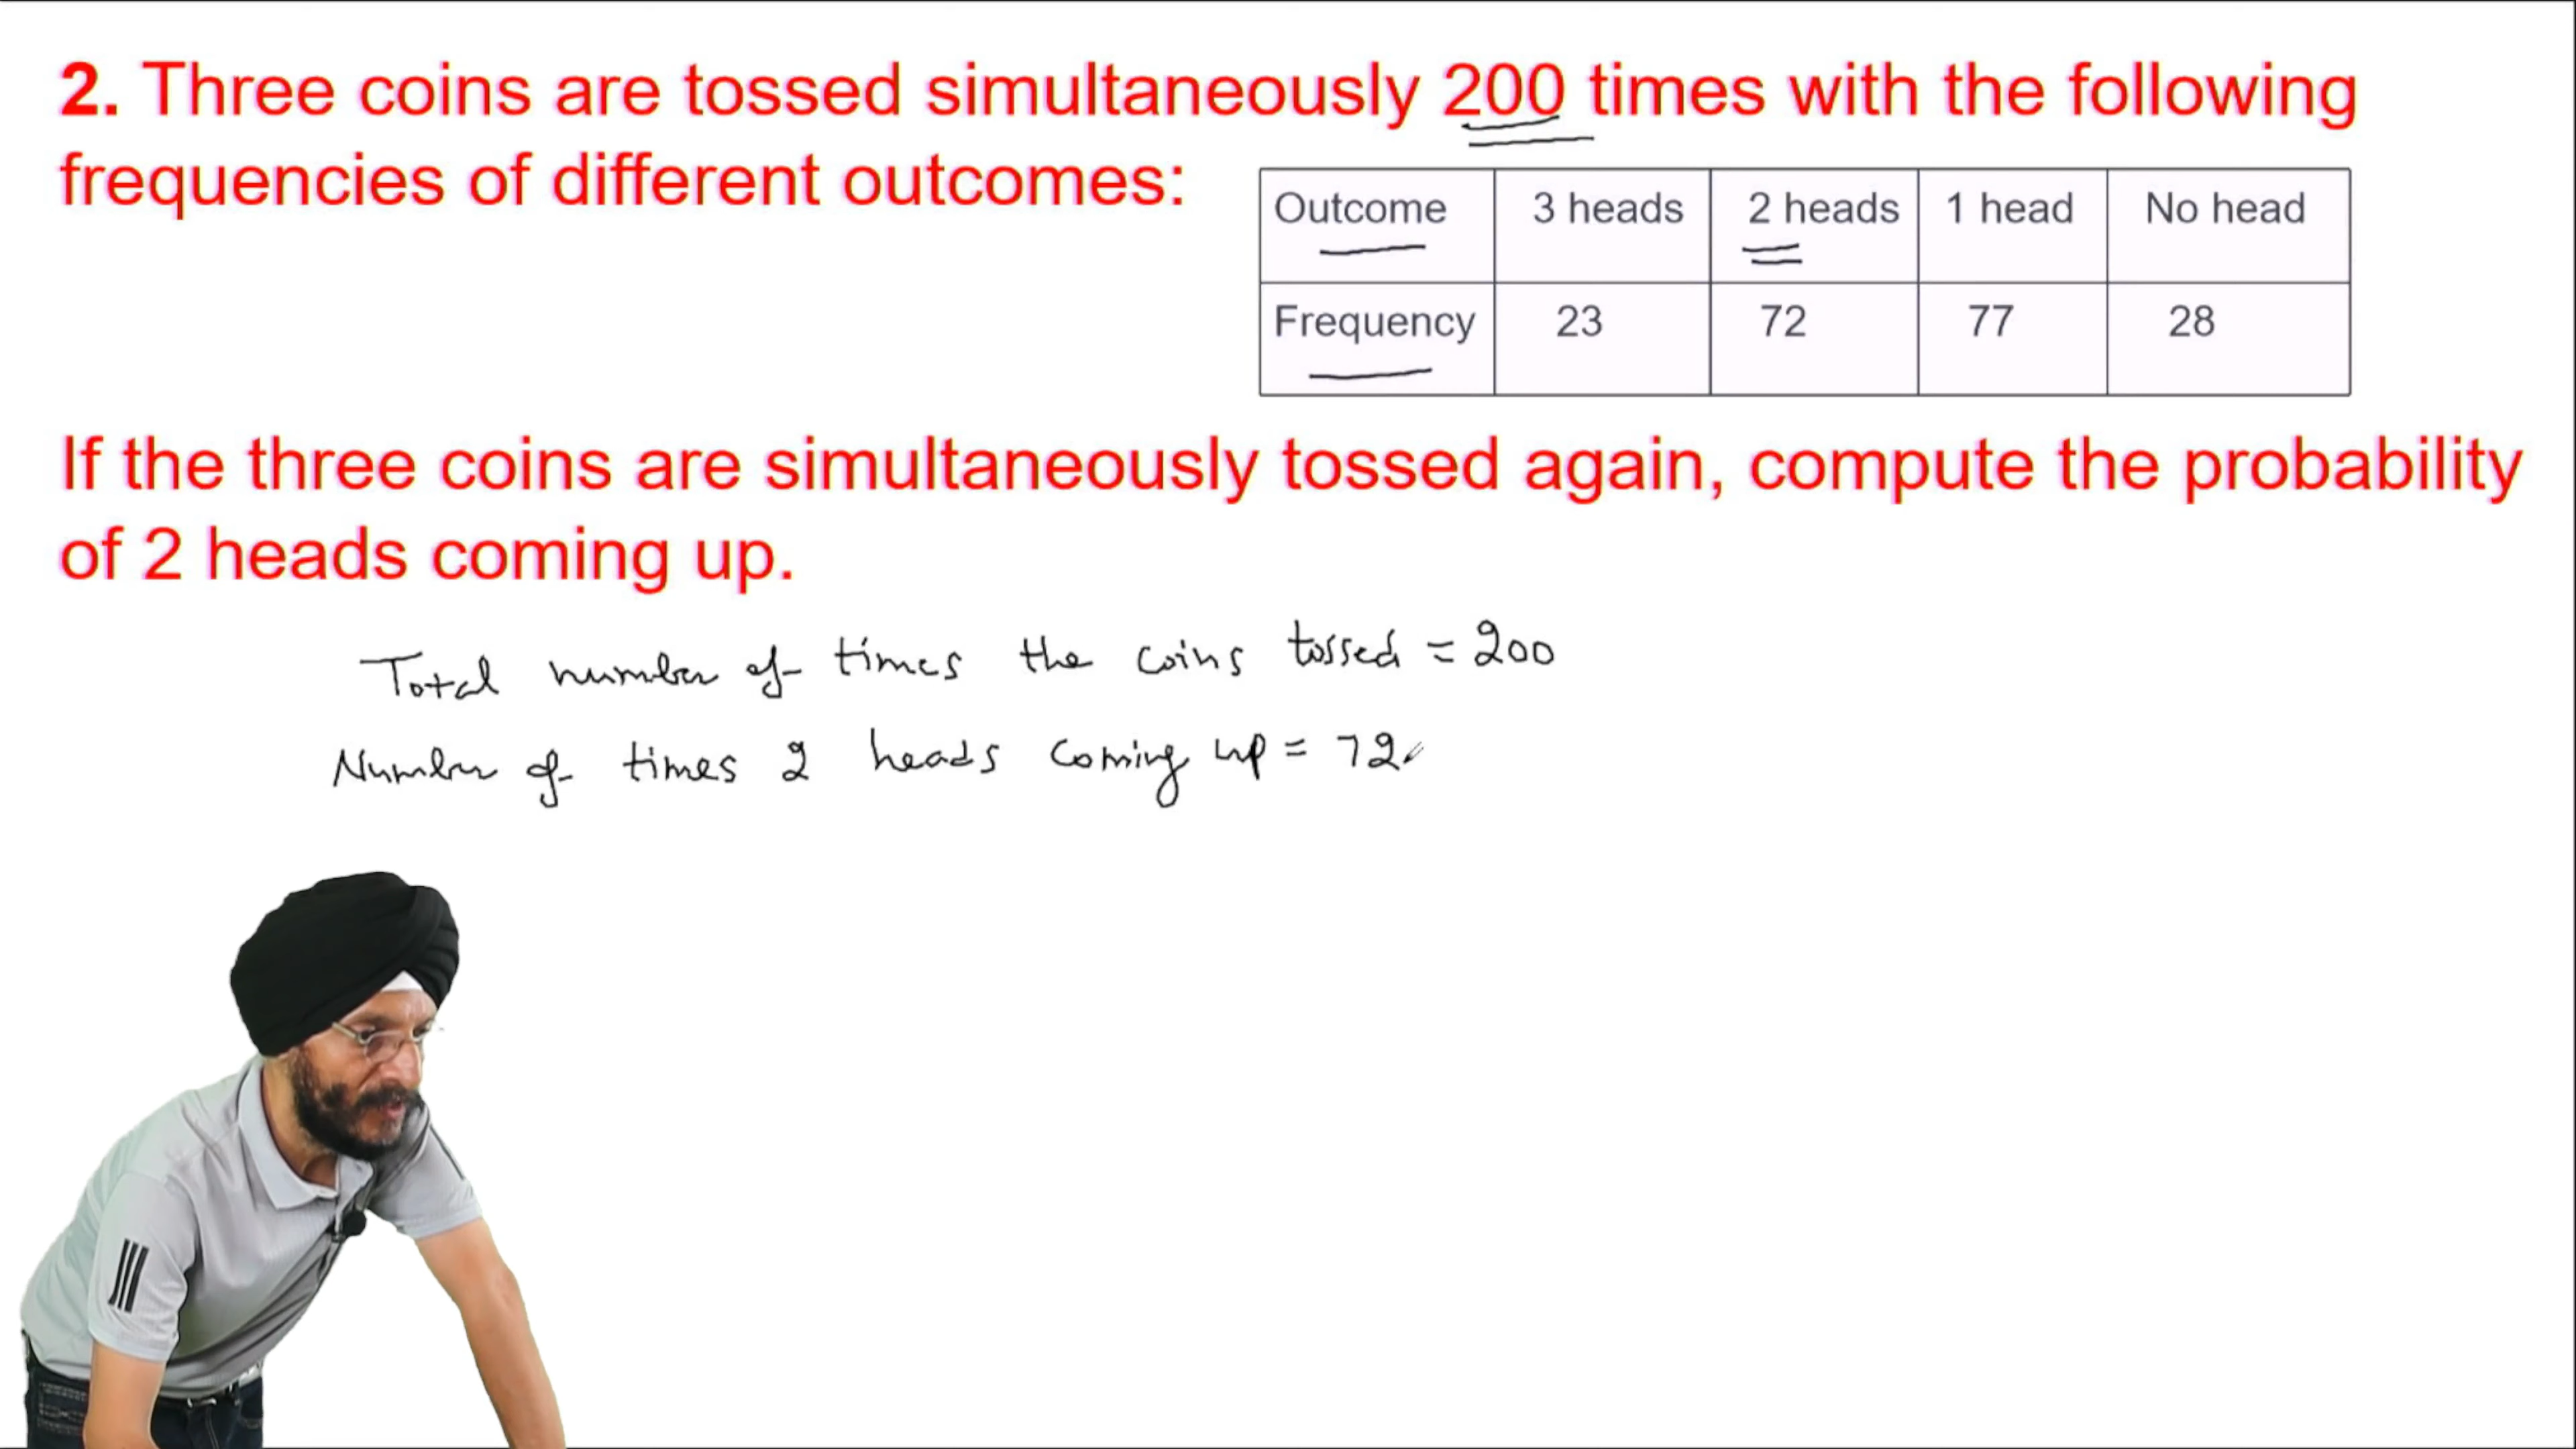 2. Three coins are tossed simultaneously 200 times with the following
frequencies of different outcomes:
Outcome 3 heads 2 heads 1 head No head
Frequency 23 72 77 28
If the three coins are simultaneously tossed again, compute the probability
of 2 heads coming up.
Total number of times the coins tossed = 200
Number of times 2 heads coming up = 72